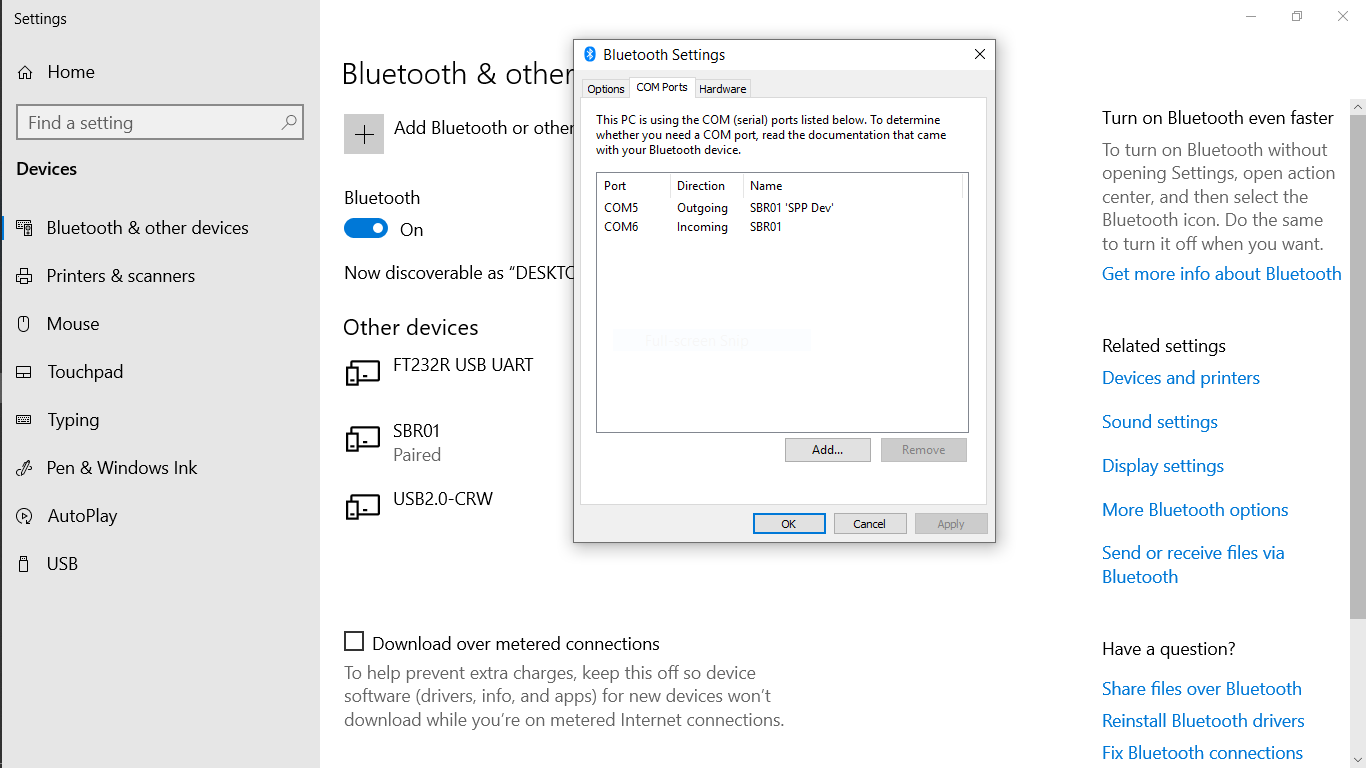 Settings
Home
Find a setting
Devices
Bluetooth & other devices
Printers & scanners
Mouse
Touchpad
Typing
Pen & Windows Ink
AutoPlay
USB
Bluetooth & other
Add Bluetooth or other
Bluetooth
On
Now discoverable as “DESKTO
Other devices
FT232R USB UART
SBR01
Paired
USB2.0-CRW
Download over metered connections
To help prevent extra charges, keep this off so device
software (drivers, info, and apps) for new devices won’t
download while you’re on metered Internet connections.
Bluetooth Settings
Options COM Ports Hardware
This PC is using the COM (serial) ports listed below. To determine
whether you need a COM port, read the documentation that came
with your Bluetooth device.
Port Direction Name
COM5 Outgoing SBR01 'SPP Dev'
COM6 Incoming SBR01
Full-screen Snip
Add... Remove
OK Cancel Apply
Turn on Bluetooth even faster
To turn on Bluetooth without
opening Settings, open action
center, and then select the
Bluetooth icon. Do the same
to turn it off when you want.
Get more info about Bluetooth
Related settings
Devices and printers
Sound settings
Display settings
More Bluetooth options
Send or receive files via
Bluetooth
Have a question?
Share files over Bluetooth
Reinstall Bluetooth drivers
Fix Bluetooth connections